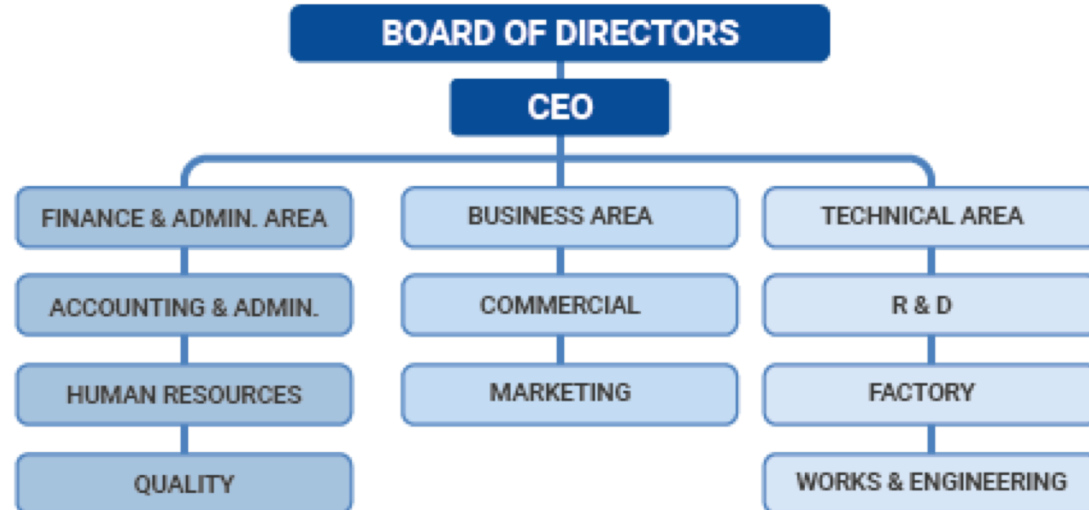 BOARD OF DIRECTORS
CEO
FINANCE & ADMIN. AREA
BUSINESS AREA
TECHNICAL AREA
ACCOUNTING & ADMIN.
COMMERCIAL
R & D
HUMAN RESOURCES
MARKETING
FACTORY
QUALITY
WORKS & ENGINEERING